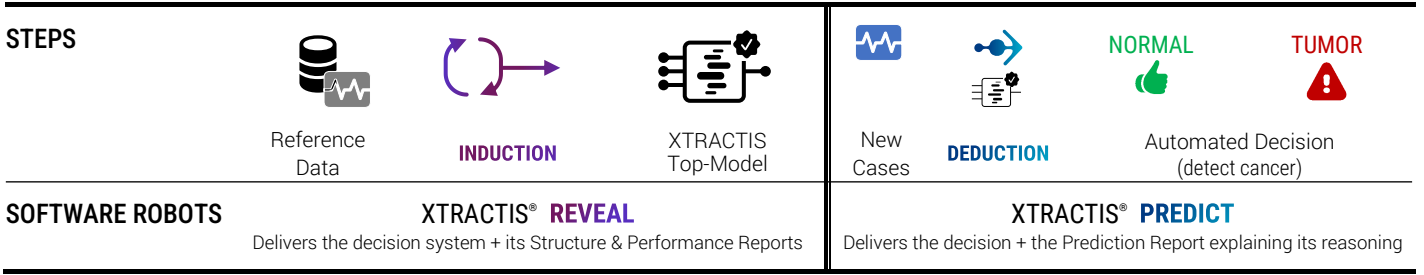 STEPS
NORMAL
TUMOR
Reference
Data
INDUCTION
XTRACTIS
Top-Model
New
Cases
DEDUCTION
Automated Decision
(detect cancer)
SOFTWARE ROBOTS
XTRACTIS® REVEAL
Delivers the decision system + its Structure & Performance Reports
XTRACTIS® PREDICT
Delivers the decision + the Prediction Report explaining its reasoning